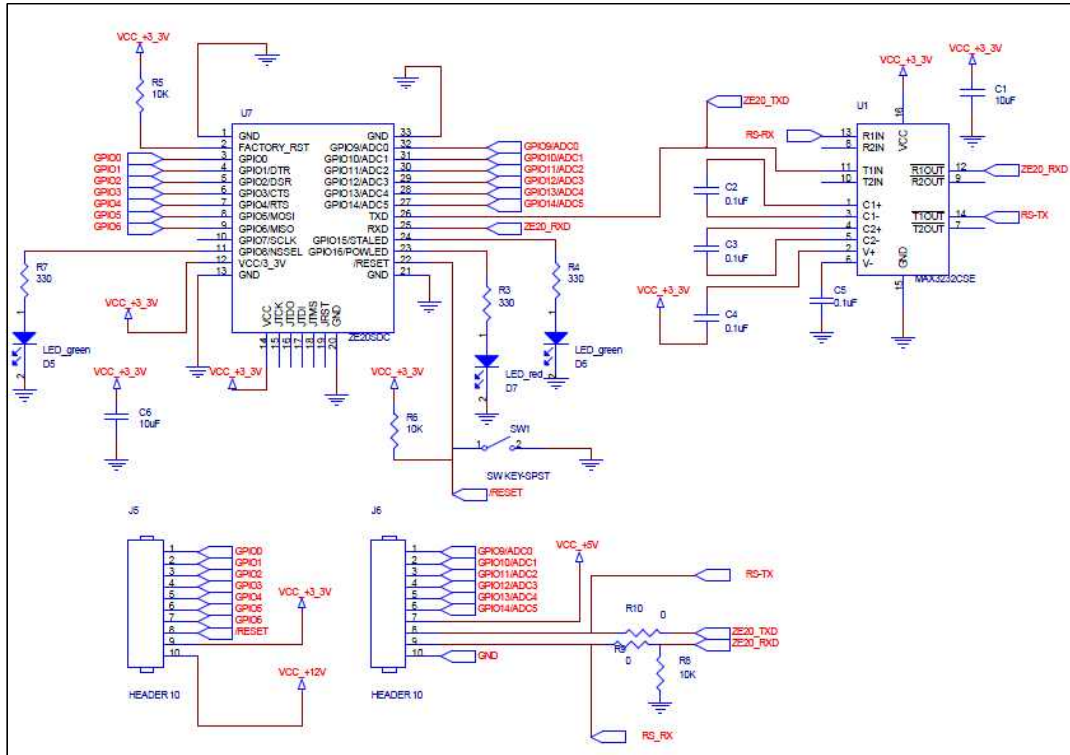 VCC_+3_3V
R5
10K
U7
1 GND
2 FACTORY_RST
3 GPIO0
4 GPIO1/DTR
5 GPIO2/DSR
6 GPIO3/CTS
7 GPIO4/RTS
8 GPIO5/MOSI
9 GPIO6/MISO
10 GPIO7/SCLK
11 GPIO8/NSSEL
12 VCC/3_3V
13 GND
GPIO0
GPIO1
GPIO2
GPIO3
GPIO4
GPIO5
GPIO6
GND 33
GPIO9/ADC0 32
GPIO10/ADC1 31
GPIO11/ADC2 30
GPIO12/ADC3 29
GPIO13/ADC4 28
GPIO14/ADC5 27
TXD 26
RXD 25
GPIO15/STALED 24
GPIO16/POWLED 23
/RESET 22
GND 21
VCC
JTCK
JTDO
JTDI
JTMS
JRST
GND
14
15
16
17
18
19
20
ZE20SDC
GPIO9/ADC0
GPIO10/ADC1
GPIO11/ADC2
GPIO12/ADC3
GPIO13/ADC4
GPIO14/ADC5
ZE20_RXD
ZE20_TXD
R7
330
1
LED_green
D5
2
VCC_+3_3V
VCC_+3_3V
VCC_+3_3V
C6
10uF
VCC_+3_3V
R6
10K
R3
330
1
LED_red
D7
2
R4
330
1
LED_green
D6
2
SW1
1
2
SW KEY-SPST
/RESET
VCC_+3_3V
VCC_+3_3V
C1
10uF
U1
16
VCC
RS-RX
13 R1IN
8 R2IN
11 T1IN
10 T2IN
1 C1+
3 C1-
4 C2+
5 C2-
2 V+
6 V-
R1OUT 12
R2OUT 9
T1OUT 14
T2OUT 7
GND
15
MAX3232CSE
ZE20_RXD
RS-TX
C2
0.1uF
C3
0.1uF
VCC_+3_3V
C4
0.1uF
C5
0.1uF
J5
1
2
3
4
5
6
7
8
9
10
GPIO0
GPIO1
GPIO2
GPIO3
GPIO4
GPIO5
GPIO6
/RESET
VCC_+3_3V
VCC_+12V
HEADER 10
J6
1
2
3
4
5
6
7
8
9
10
GPIO9/ADC0
GPIO10/ADC1
GPIO11/ADC2
GPIO12/ADC3
GPIO13/ADC4
GPIO14/ADC5
GND
VCC_+5V
HEADER 10
RS-TX
R10
0
ZE20_TXD
R9
0
ZE20_RXD
R8
10K
RS_RX